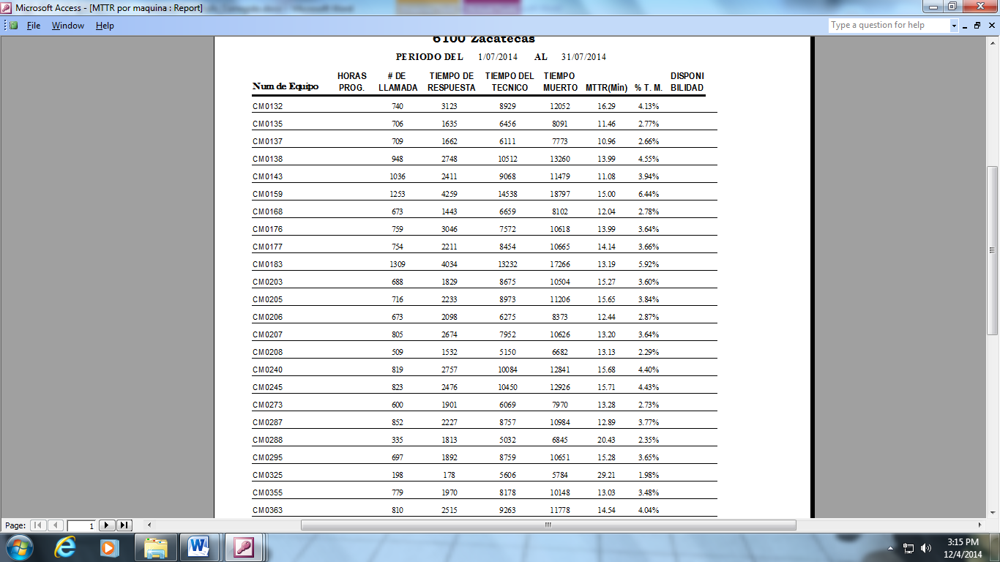 Microsoft Access - [MTTR por maquina : Report]
File Window Help Type a question for help
6100 Zacatecas
PERIODO DEL 1/07/2014 AL 31/07/2014
HORAS # DE TIEMPO DE TIEMPO DEL TIEMPO DISPONI
Num de Equipo PROG. LLAMADA RESPUESTA TECNICO MUERTO MTTR(Min) % T. M. BILIDAD
CM0132 740 3123 8929 12052 16.29 4.13%
CM0135 706 1635 6456 8091 11.46 2.77%
CM0137 709 1662 6111 7773 10.96 2.66%
CM0138 948 2748 10512 13260 13.99 4.55%
CM0143 1036 2411 9068 11479 11.08 3.94%
CM0159 1253 4259 14538 18797 15.00 6.44%
CM0168 673 1443 6659 8102 12.04 2.78%
CM0176 759 3046 7572 10618 13.99 3.64%
CM0177 754 2211 8454 10665 14.14 3.66%
CM0183 1309 4034 13232 17266 13.19 5.92%
CM0203 688 1829 8675 10504 15.27 3.60%
CM0205 716 2233 8973 11206 15.65 3.84%
CM0206 673 2098 6275 8373 12.44 2.87%
CM0207 805 2674 7952 10626 13.20 3.64%
CM0208 509 1532 5150 6682 13.13 2.29%
CM0240 819 2757 10084 12841 15.68 4.40%
CM0245 823 2476 10450 12926 15.71 4.43%
CM0273 600 1901 6069 7970 13.28 2.73%
CM0287 852 2227 8757 10984 12.89 3.77%
CM0288 335 1813 5032 6845 20.43 2.35%
CM0295 697 1892 8759 10651 15.28 3.65%
CM0325 198 178 5606 5784 29.21 1.98%
CM0355 779 1970 8178 10148 13.03 3.48%
CM0363 810 2515 9263 11778 14.54 4.04%
Page: 1
3:15 PM
12/4/2014